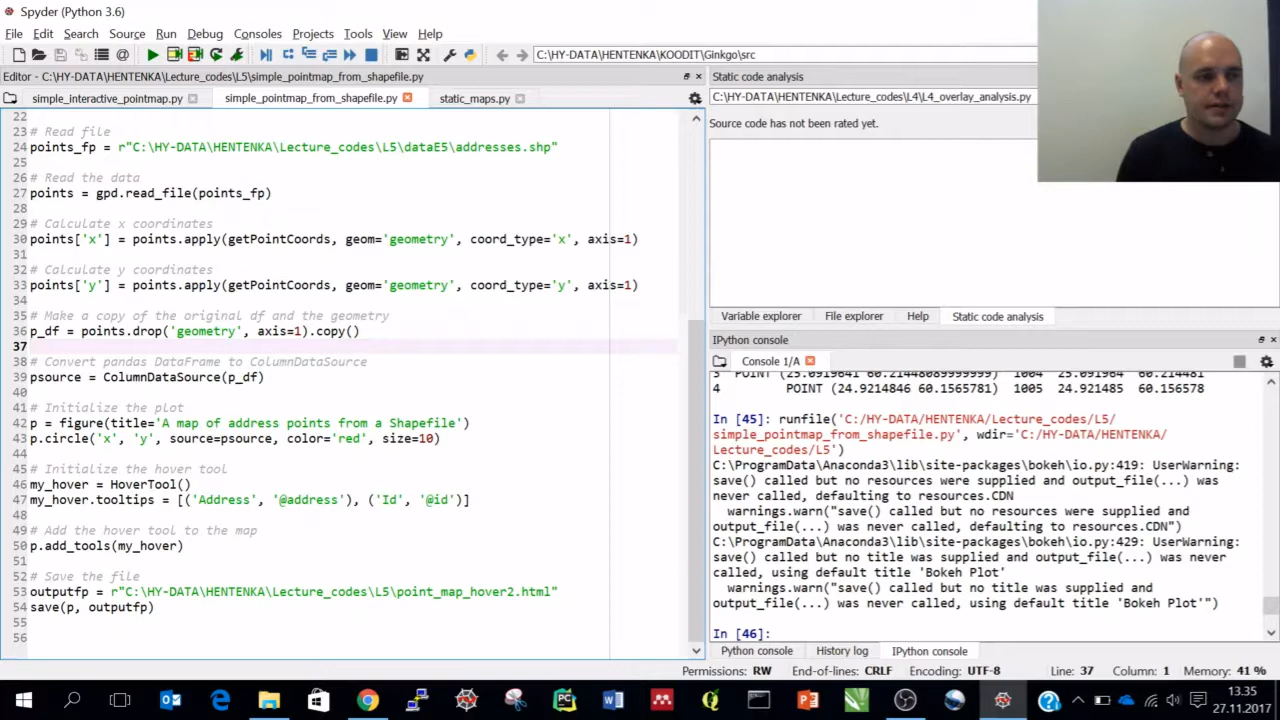 Spyder (Python 3.6)
File Edit Search Source Run Debug Consoles Projects Tools View Help
C:\HY-DATA\HENTENKA\KOODIT\Ginkgo\src
Editor - C:\HY-DATA\HENTENKA\Lecture_codes\L5\simple_pointmap_from_shapefile.py
simple_interactive_pointmap.py simple_pointmap_from_shapefile.py static_maps.py
22
23 # Read file
24 points_fp = r"C:\HY-DATA\HENTENKA\Lecture_codes\L5\dataE5\addresses.shp"
25
26 # Read the data
27 points = gpd.read_file(points_fp)
28
29 # Calculate x coordinates
30 points['x'] = points.apply(getPointCoords, geom='geometry', coord_type='x', axis=1)
31
32 # Calculate y coordinates
33 points['y'] = points.apply(getPointCoords, geom='geometry', coord_type='y', axis=1)
34
35 # Make a copy of the original df and the geometry
36 p_df = points.drop('geometry', axis=1).copy()
37
38 # Convert pandas DataFrame to ColumnDataSource
39 psource = ColumnDataSource(p_df)
40
41 # Initialize the plot
42 p = figure(title='A map of address points from a Shapefile')
43 p.circle('x', 'y', source=psource, color='red', size=10)
44
45 # Initialize the hover tool
46 my_hover = HoverTool()
47 my_hover.tooltips = [('Address', '@address'), ('Id', '@id')]
48
49 # Add the hover tool to the map
50 p.add_tools(my_hover)
51
52 # Save the file
53 outputfp = r"C:\HY-DATA\HENTENKA\Lecture_codes\L5\point_map_hover2.html"
54 save(p, outputfp)
55
56
Static code analysis
C:\HY-DATA\HENTENKA\Lecture_codes\L4\L4_overlay_analysis.py
Source code has not been rated yet.
Variable explorer File explorer Help Static code analysis
IPython console
Console 1/A
3 POINT (25.0919641 60.21448089999999) 1004 25.091964 60.214481
4 POINT (24.9214846 60.1565781) 1005 24.921485 60.156578
In [45]: runfile('C:/HY-DATA/HENTENKA/Lecture_codes/L5/
simple_pointmap_from_shapefile.py', wdir='C:/HY-DATA/HENTENKA/
Lecture_codes/L5')
C:\ProgramData\Anaconda3\lib\site-packages\bokeh\io.py:419: UserWarning:
save() called but no resources were supplied and output_file(...) was
never called, defaulting to resources.CDN
warnings.warn("save() called but no resources were supplied and
output_file(...) was never called, defaulting to resources.CDN")
C:\ProgramData\Anaconda3\lib\site-packages\bokeh\io.py:429: UserWarning:
save() called but no title was supplied and output_file(...) was never
called, using default title 'Bokeh Plot'
warnings.warn("save() called but no title was supplied and
output_file(...) was never called, using default title 'Bokeh Plot'")
In [46]:
Python console History log IPython console
Permissions: RW End-of-lines: CRLF Encoding: UTF-8 Line: 37 Column: 1 Memory: 41 %
13.35
27.11.2017